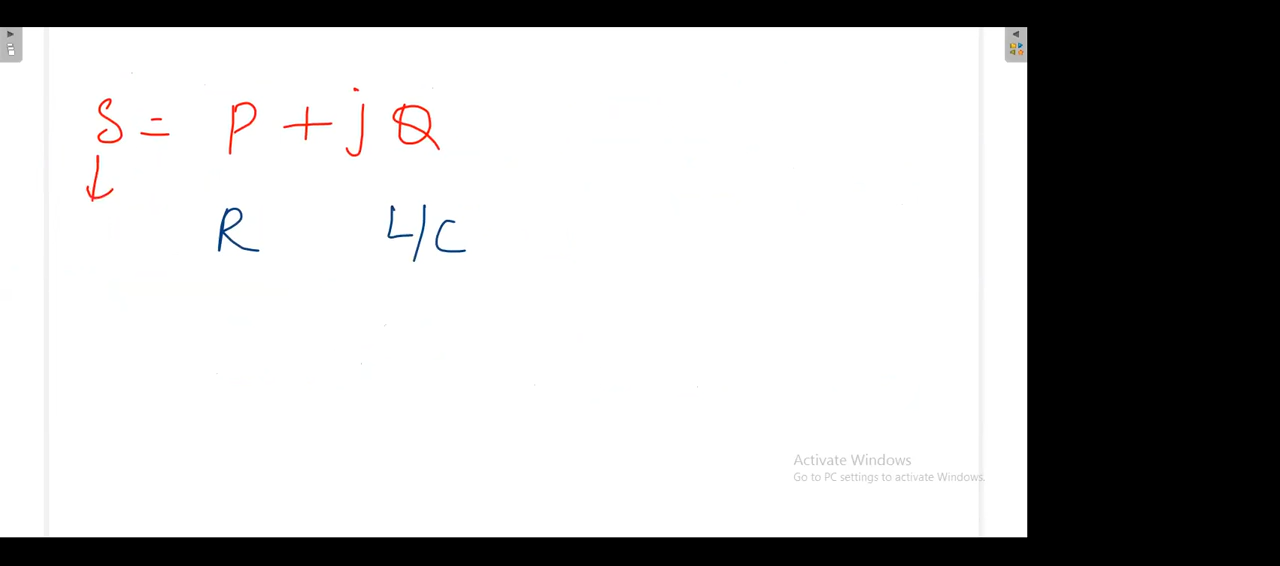 S = P + j Q
↓
R L/C
Activate Windows
Go to PC settings to activate Windows.